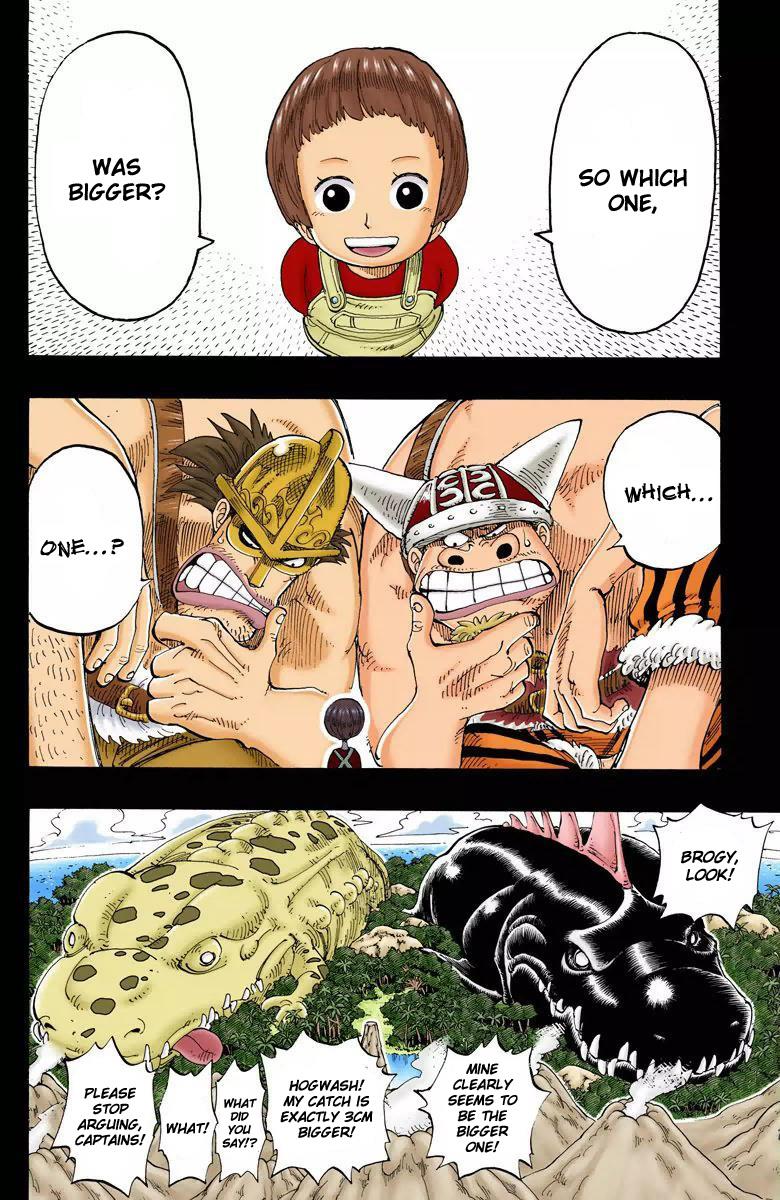 SO WHICH
ONE,
WAS
BIGGER?
WHICH...
ONE...?
BROGY,
LOOK!
MINE
CLEARLY
SEEMS TO
BE THE
BIGGER
ONE!
HOGWASH!
MY CATCH IS
EXACTLY 3CM
BIGGER!
WHAT
DID
YOU
SAY!?
WHAT!
PLEASE
STOP
ARGUING,
CAPTAINS!